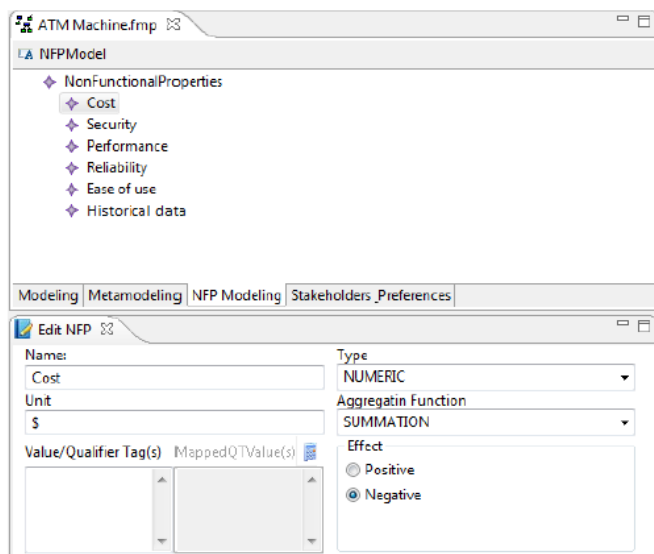 ATM Machine.fmp
NFPModel
NonFunctionalProperties
Cost
Security
Performance
Reliability
Ease of use
Historical data
Modeling Metamodeling NFP Modeling Stakeholders_Preferences
Edit NFP
Name: Type
Cost NUMERIC
Unit Aggregatin Function
$ SUMMATION
Value/Qualifier Tag(s) MappedQTValue(s) Effect
Positive
Negative